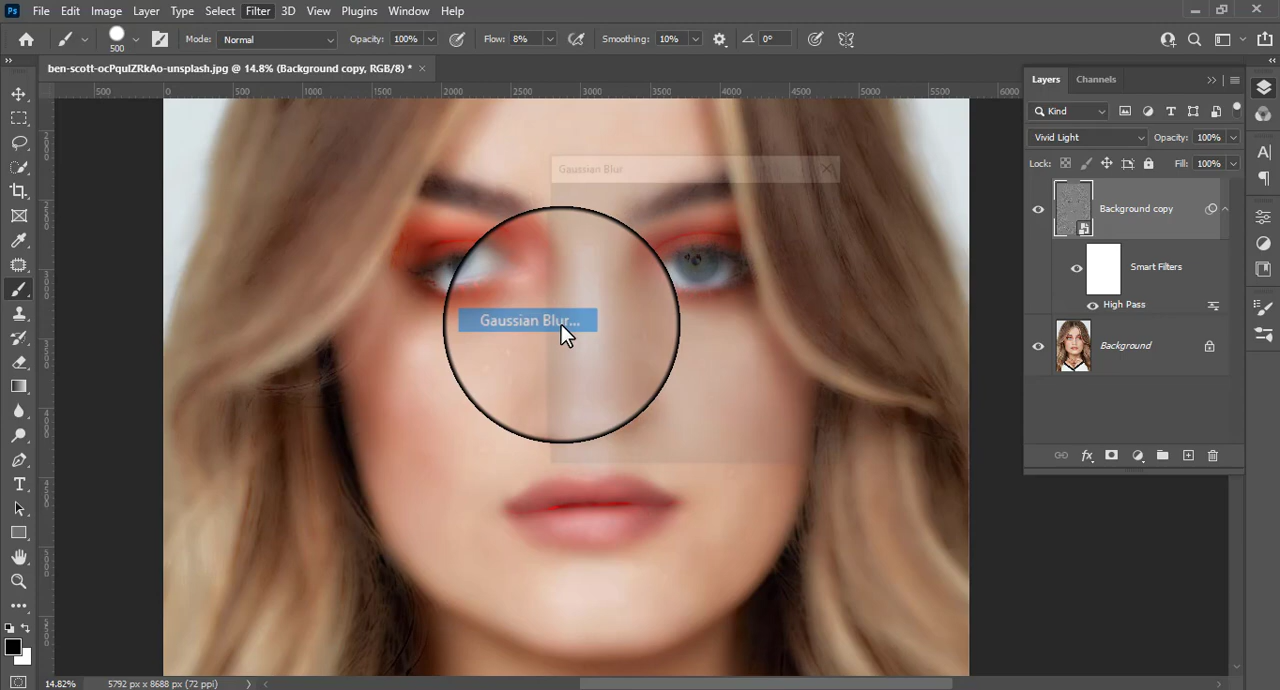 Ps File Edit Image Layer Type Select Filter 3D View Plugins Window Help
500 Mode: Normal Opacity: 100% Flow: 8% Smoothing: 10% 0°
ben-scott-ocPquIZRkAo-unsplash.jpg @ 14.8% (Background copy, RGB/8) *
500 0 500 1000 1500 2000 2500 3000 3500 4000 4500 5000 5500 6000
Layers Channels
Kind
Vivid Light Opacity: 100%
Lock: Fill: 100%
Gaussian Blur
Background copy
Smart Filters
High Pass
Gaussian Blur...
Background
14.82% 5792 px x 8688 px (72 ppi)